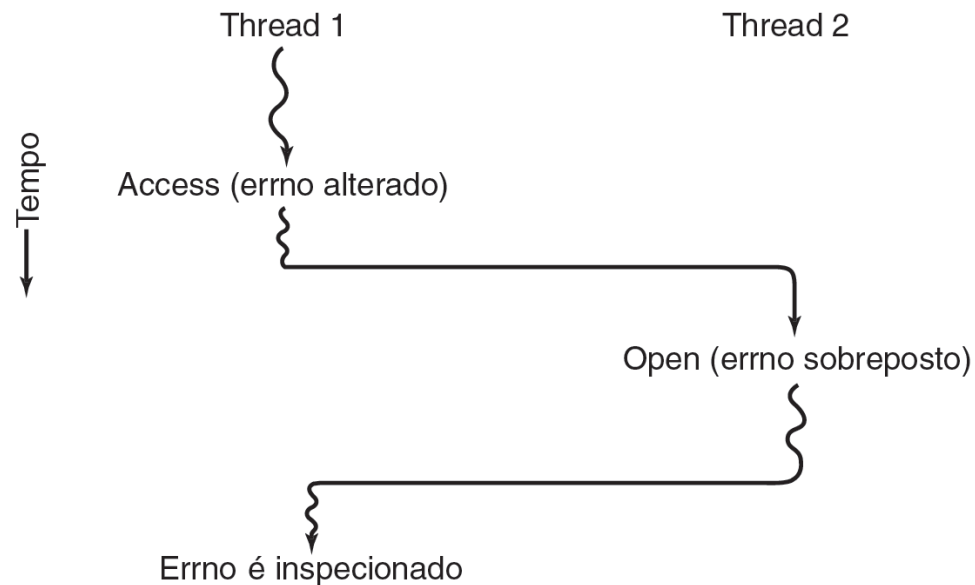 Thread 1
Thread 2
Tempo
Access (errno alterado)
Open (errno sobreposto)
Errno é inspecionado